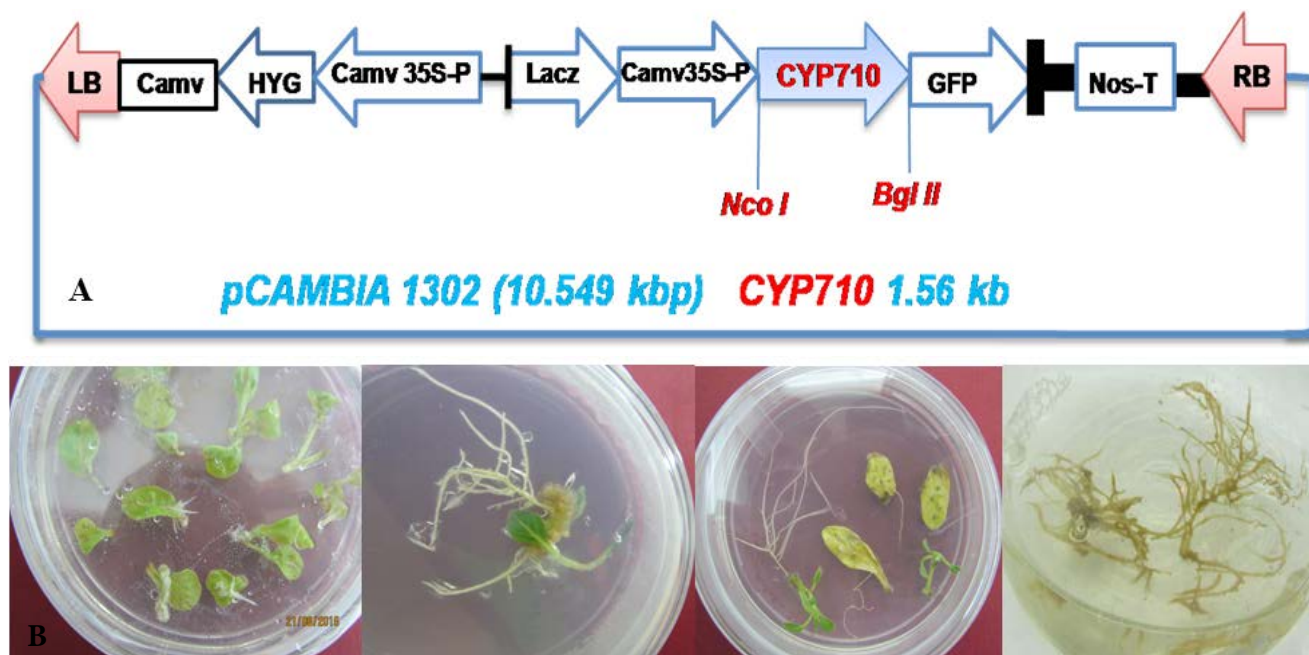 LB Camv HYG Camv 35S-P Lacz Camv35S-P CYP710 GFP Nos-T RB
Nco I Bgl II
A pCAMBIA 1302 (10.549 kbp) CYP710 1.56 kb
B